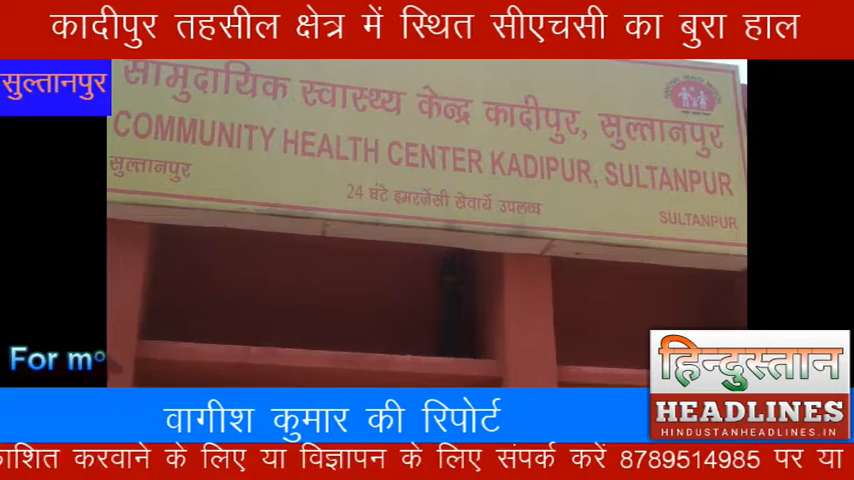 कादीपुर तहसील क्षेत्र में स्थित सीएचसी का बुरा हाल
सुल्तानपुर
सामुदायिक स्वास्थ्य केन्द्र कादीपुर, सुल्तानपुर
COMMUNITY HEALTH CENTER KADIPUR, SULTANPUR
सुल्तानपुर
24 घंटे इमरजेंसी सेवायें उपलब्ध
SULTANPUR
For m
हिन्दुस्तान
HEADLINES
HINDUSTANHEADLINES.IN
वागीश कुमार की रिपोर्ट
काशित करवाने के लिए या विज्ञापन के लिए संपर्क करें 8789514985 पर या